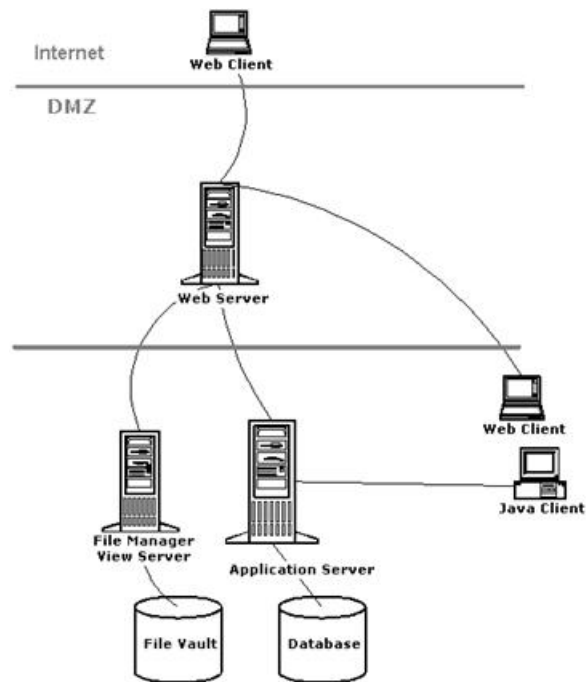 Internet
Web Client
DMZ
Web Server
Web Client
Java Client
File Manager
View Server
Application Server
File Vault
Database